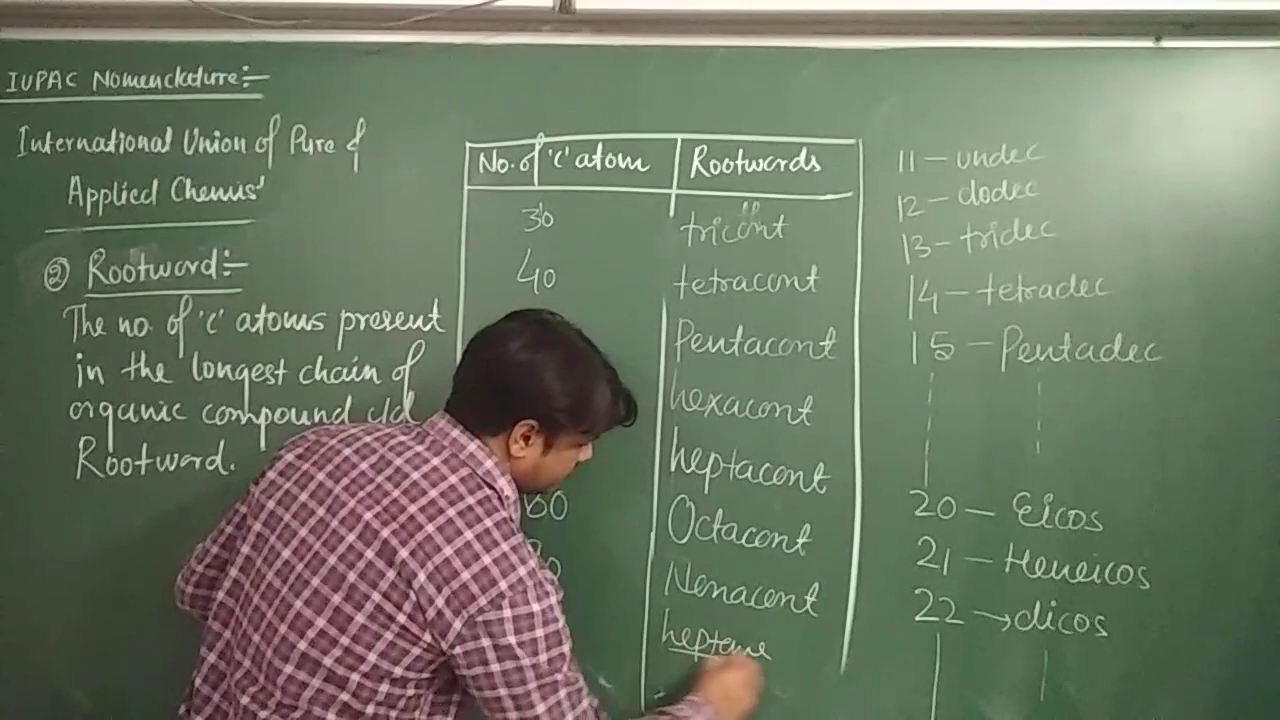 IUPAC Nomenclature:-
International Union of Pure &
Applied Chemis'
② Rootword:-
The no. of 'c' atoms present
in the longest chain of
organic compound cld
Rootward.
No. of 'C' atom Rootwords
30 tricont
40 tetracont
Pentacont
hexacont
heptacont
80 Octacont
Nenacont
heptane
11 - undec
12 - dodec
13 - tridec
14 - tetradec
15 - Pentadec
20 - Eicos
21 - Heneicos
22 → dicos